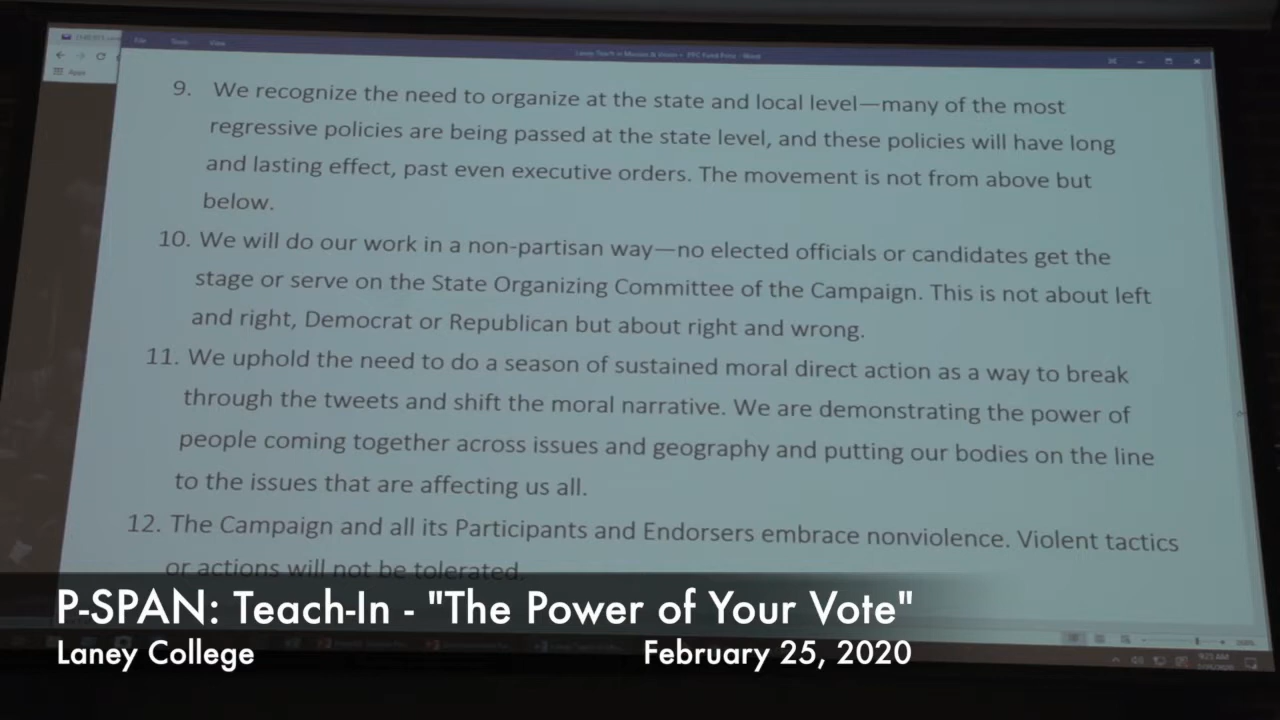 File
View
Apps
9. We recognize the need to organize at the state and local level—many of the most
regressive policies are being passed at the state level, and these policies will have long
and lasting effect, past even executive orders. The movement is not from above but
below.
10. We will do our work in a non-partisan way—no elected officials or candidates get the
stage or serve on the State Organizing Committee of the Campaign. This is not about left
and right, Democrat or Republican but about right and wrong.
11. We uphold the need to do a season of sustained moral direct action as a way to break
through the tweets and shift the moral narrative. We are demonstrating the power of
people coming together across issues and geography and putting our bodies on the line
to the issues that are affecting us all.
12. The Campaign and all its Participants and Endorsers embrace nonviolence. Violent tactics
or actions will not be tolerated.
P-SPAN: Teach-In - "The Power of Your Vote"
Laney College February 25, 2020